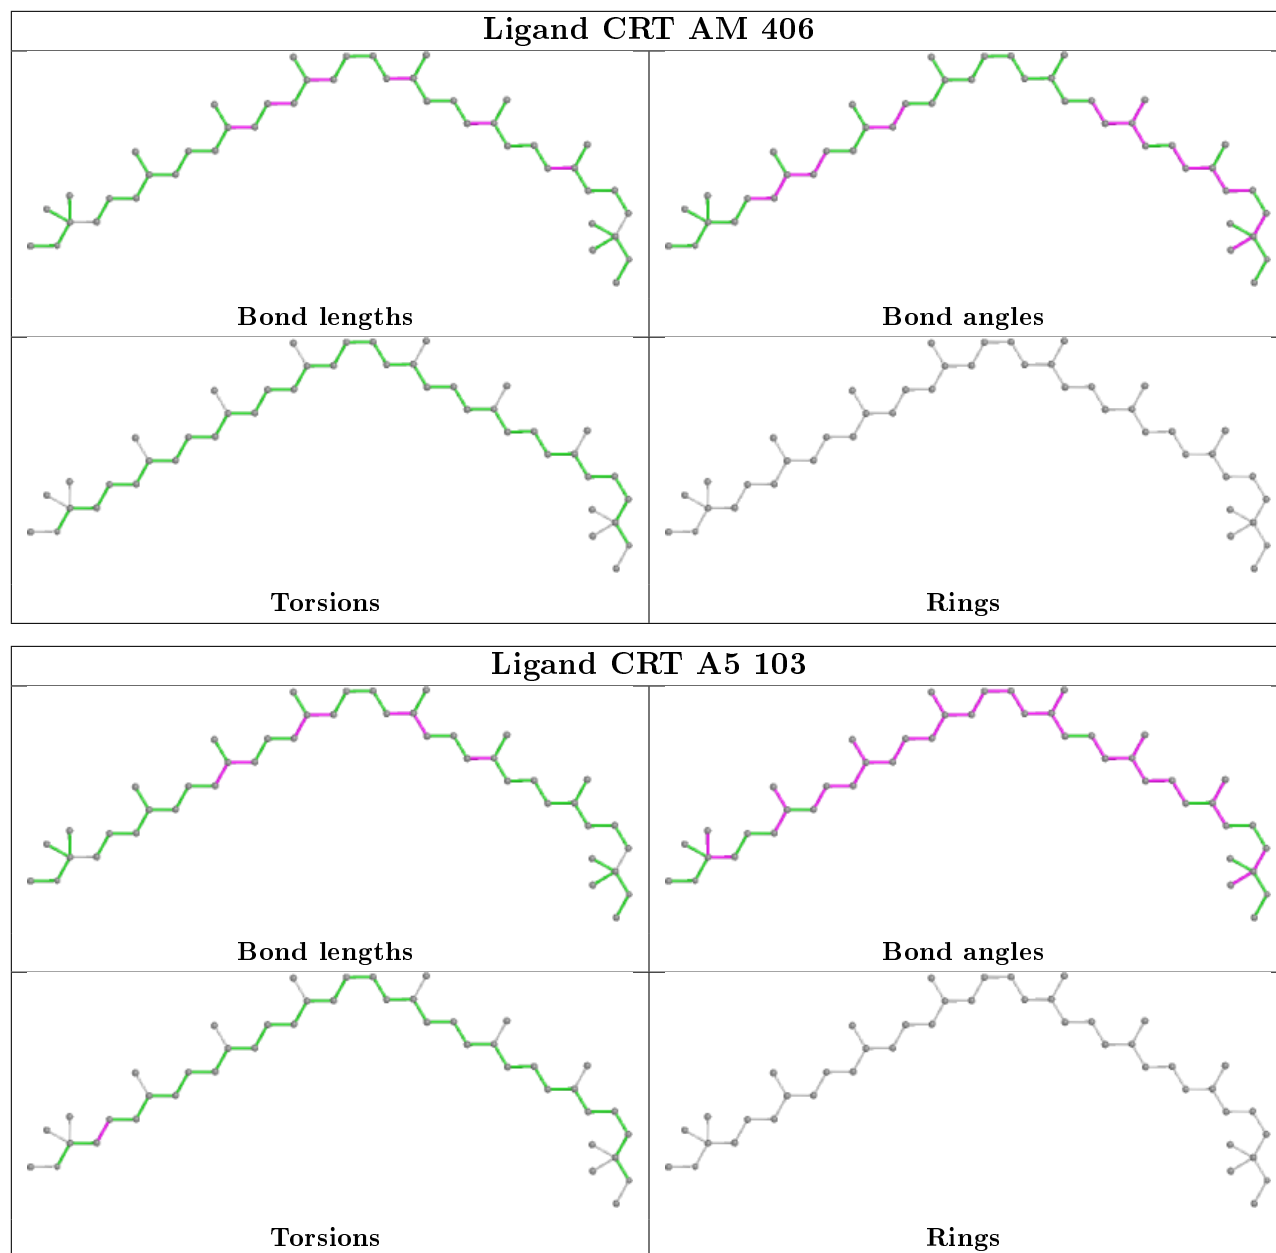 Ligand CRT AM 406
Bond lengths
Bond angles
Torsions
Rings
Ligand CRT A5 103
Bond lengths
Bond angles
Torsions
Rings